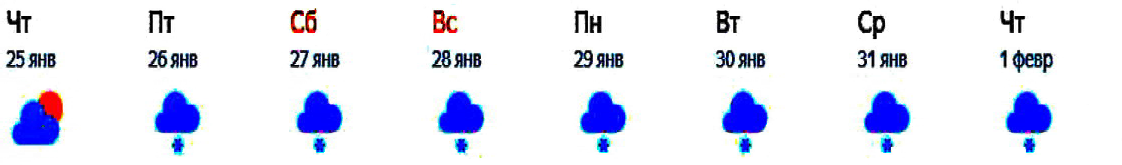 Чт Пт Сб Вс Пн Вт Ср Чт
25 янв 26 янв 27 янв 28 янв 29 янв 30 янв 31 янв 1 февр